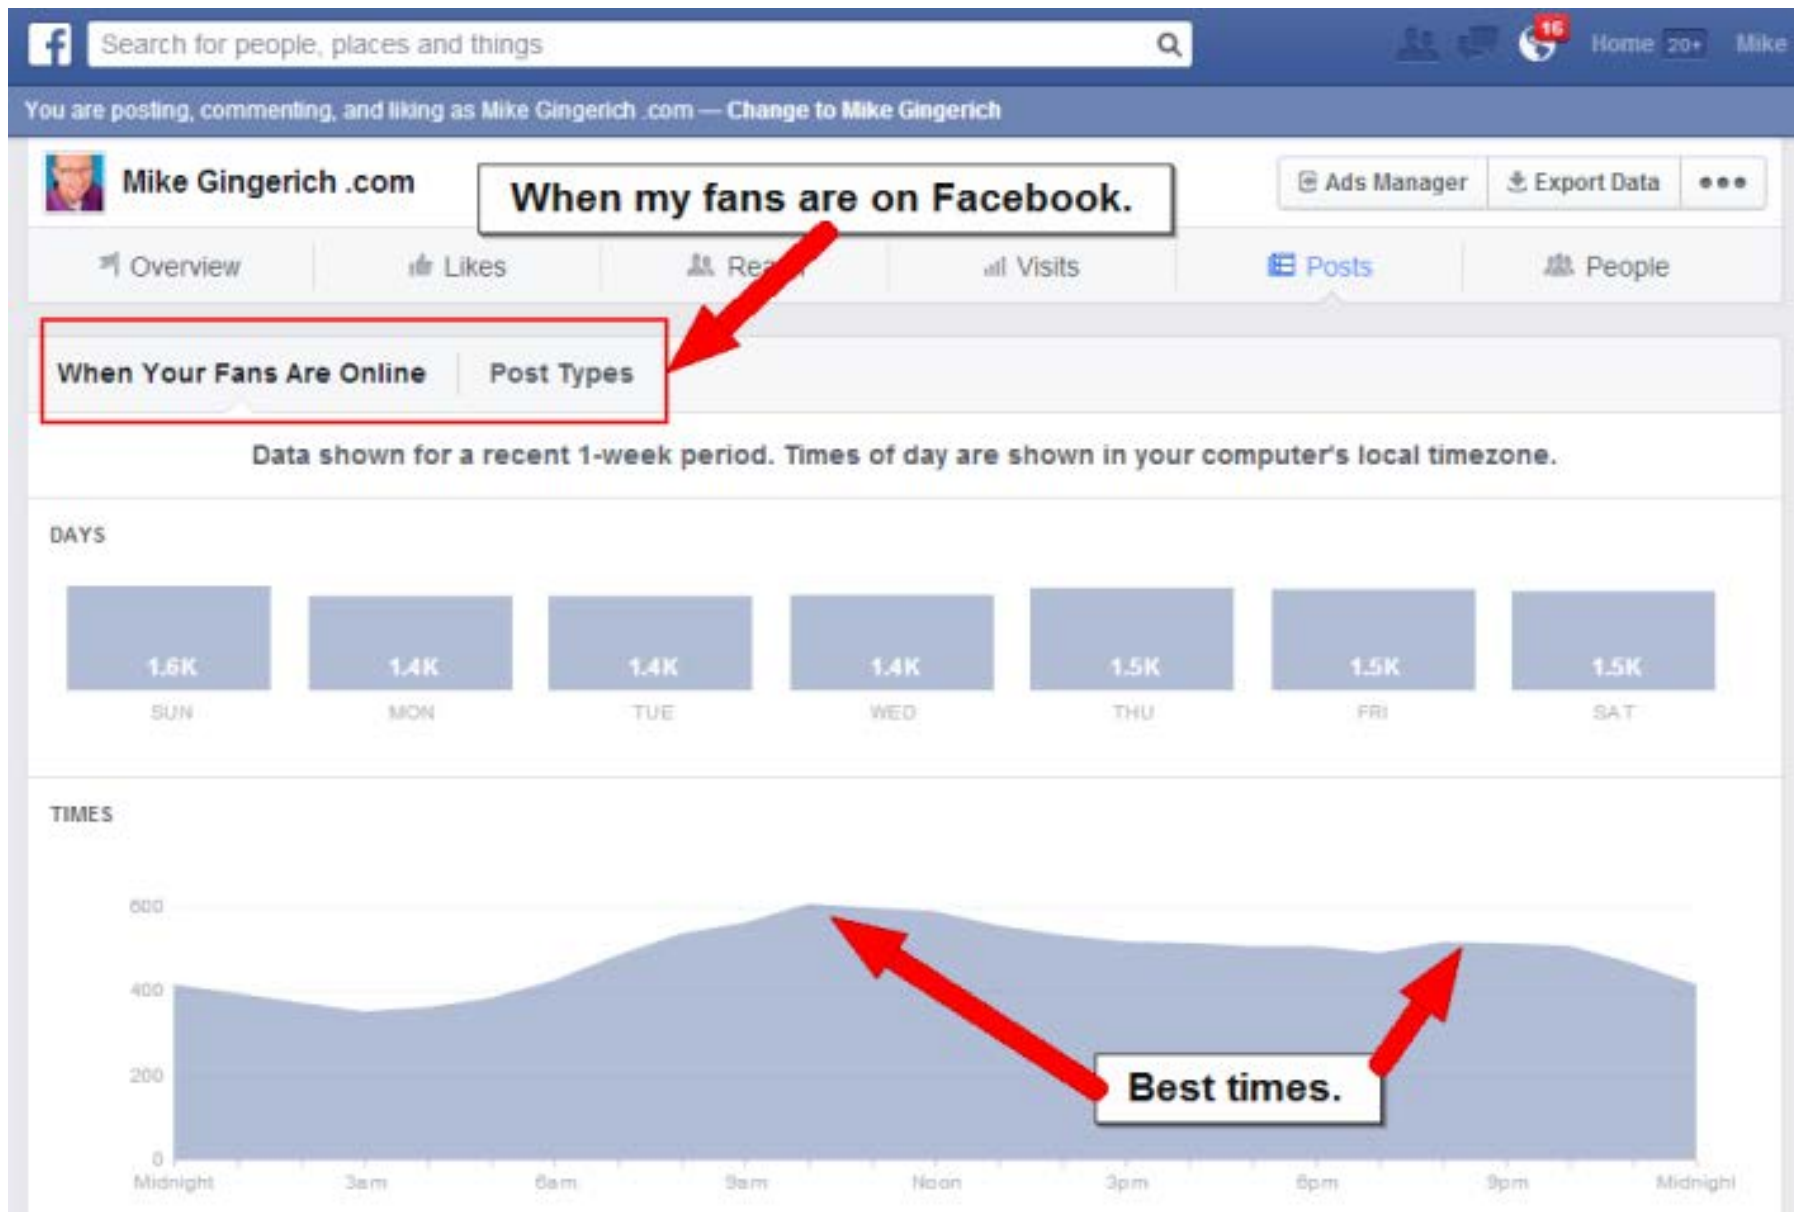 f
Search for people, places and things
16
Home 20+ Mike
You are posting, commenting, and liking as Mike Gingerich .com — Change to Mike Gingerich
Mike Gingerich .com
When my fans are on Facebook.
Ads Manager Export Data •••
Overview Likes Visits Posts People
When Your Fans Are Online Post Types
Data shown for a recent 1-week period. Times of day are shown in your computer's local timezone.
DAYS
1.6K 1.4K 1.4K 1.4K 1.5K 1.5K 1.5K
SUN MON TUE WED THU FRI SAT
TIMES
600
400
200
Best times.
0
Midnight 3am 6am 9am Noon 3pm 6pm 9pm Midnight